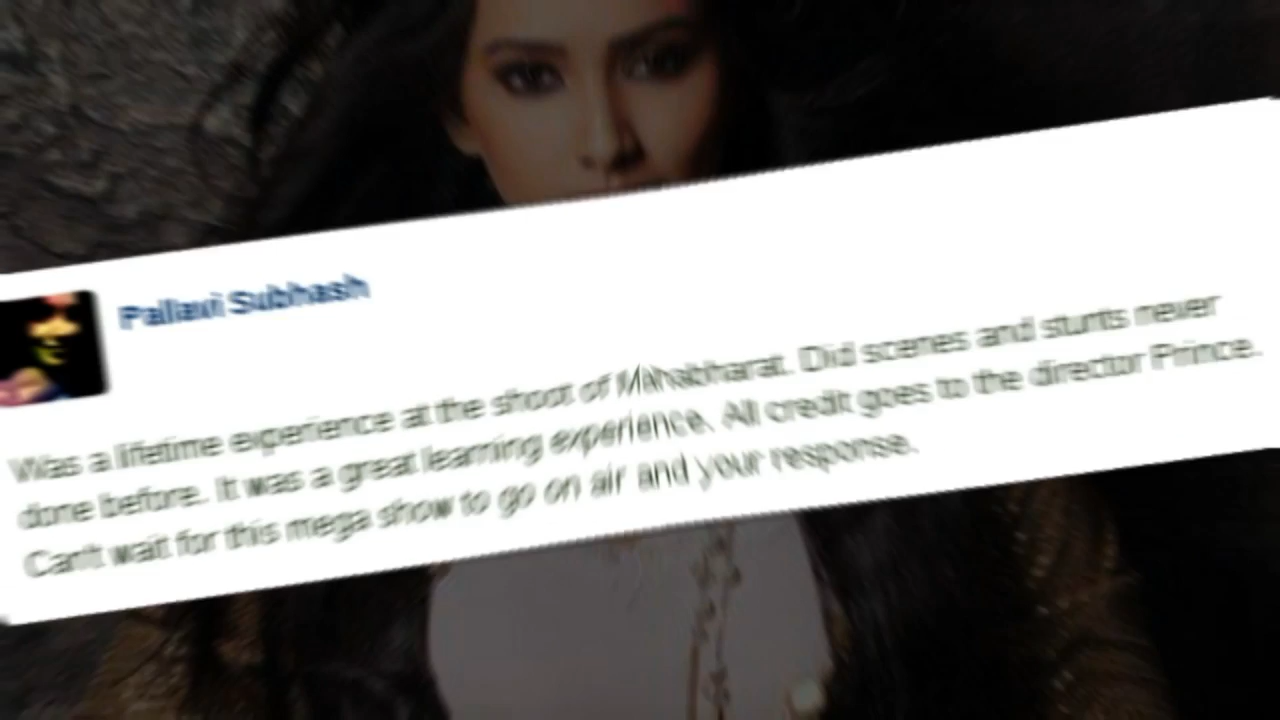 Pallavi Subhash
Was a lifetime experience at the shoot of Mahabharat. Did scenes and stunts never
done before. It was a great learning experience. All credit goes to the director Prince.
Can't wait for this mega show to go on air and your response.